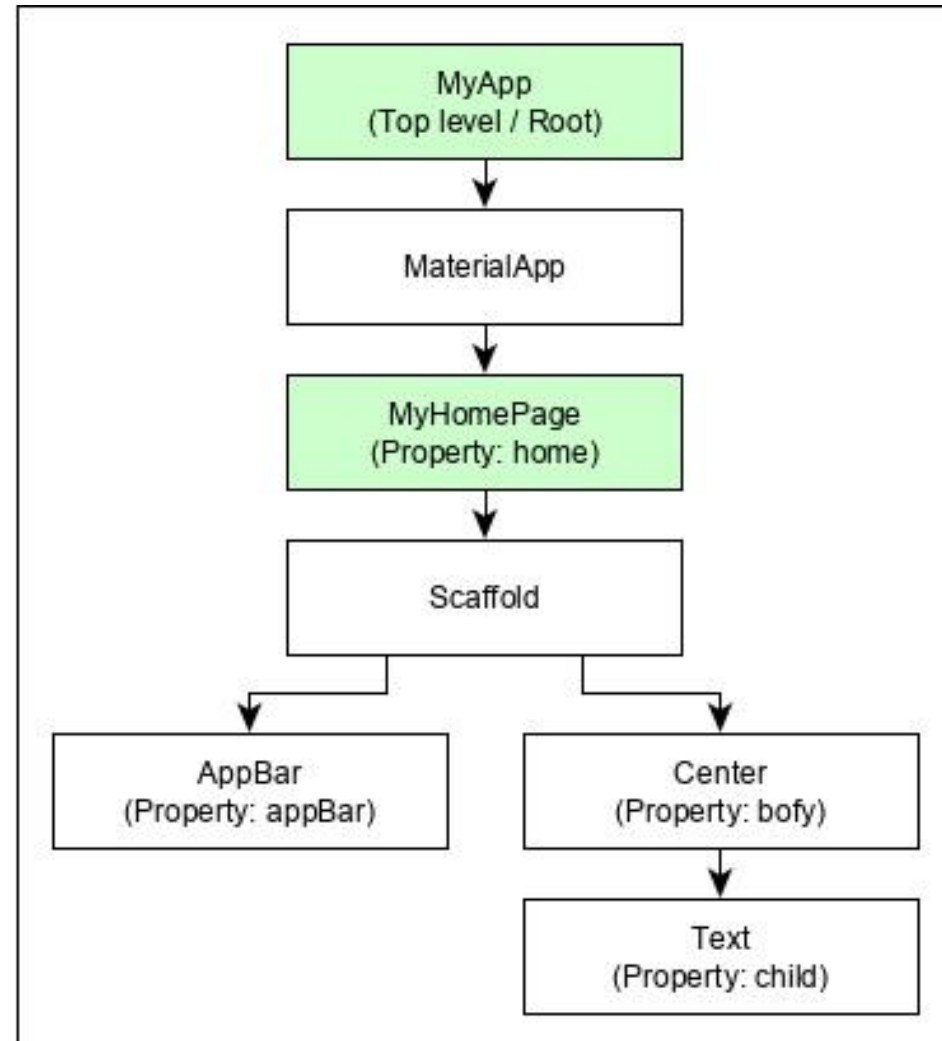 MyApp
(Top level / Root)
MaterialApp
MyHomePage
(Property: home)
Scaffold
AppBar
(Property: appBar)
Center
(Property: bofy)
Text
(Property: child)